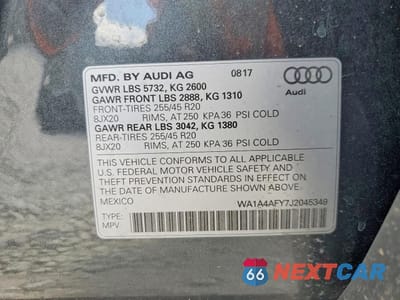 MFD. BY AUDI AG 0817
GVWR LBS 5732, KG 2600
GAWR FRONT LBS 2888, KG 1310
FRONT-TIRES 255/45 R20
8JX20 RIMS, AT 250 KPA 36 PSI COLD
GAWR REAR LBS 3042, KG 1380
REAR-TIRES 255/45 R20
8JX20 RIMS, AT 250 KPA 36 PSI COLD
Audi
THIS VEHICLE CONFORMS TO ALL APPLICABLE
U.S. FEDERAL MOTOR VEHICLE SAFETY AND
THEFT PREVENTION STANDARDS IN EFFECT ON
THE DATE OF MANUFACTURE SHOWN ABOVE.
MEXICO WA1A4AFY7J2045349
TYPE:
MPV
66 NEXTCAR